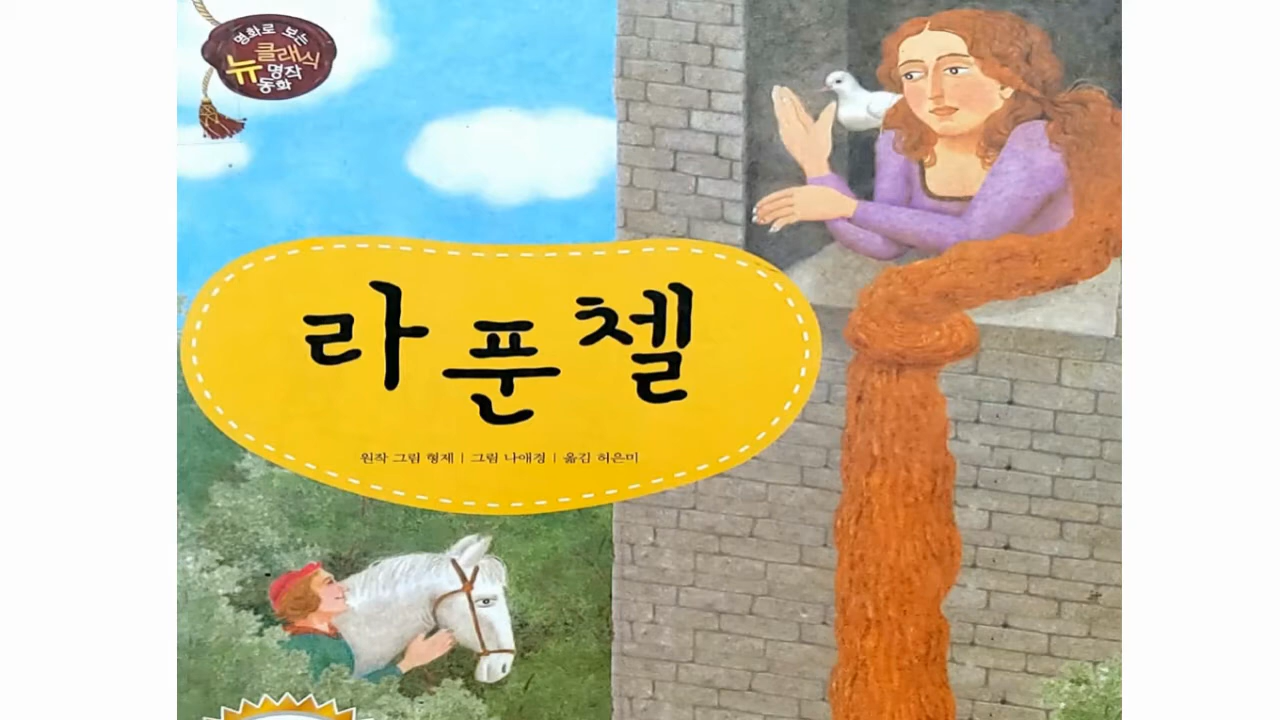 명화로 보는
클래식
뉴 명작
동화
라푼첼
원작 그림 형제 | 그림 나애경 | 옮김 허은미